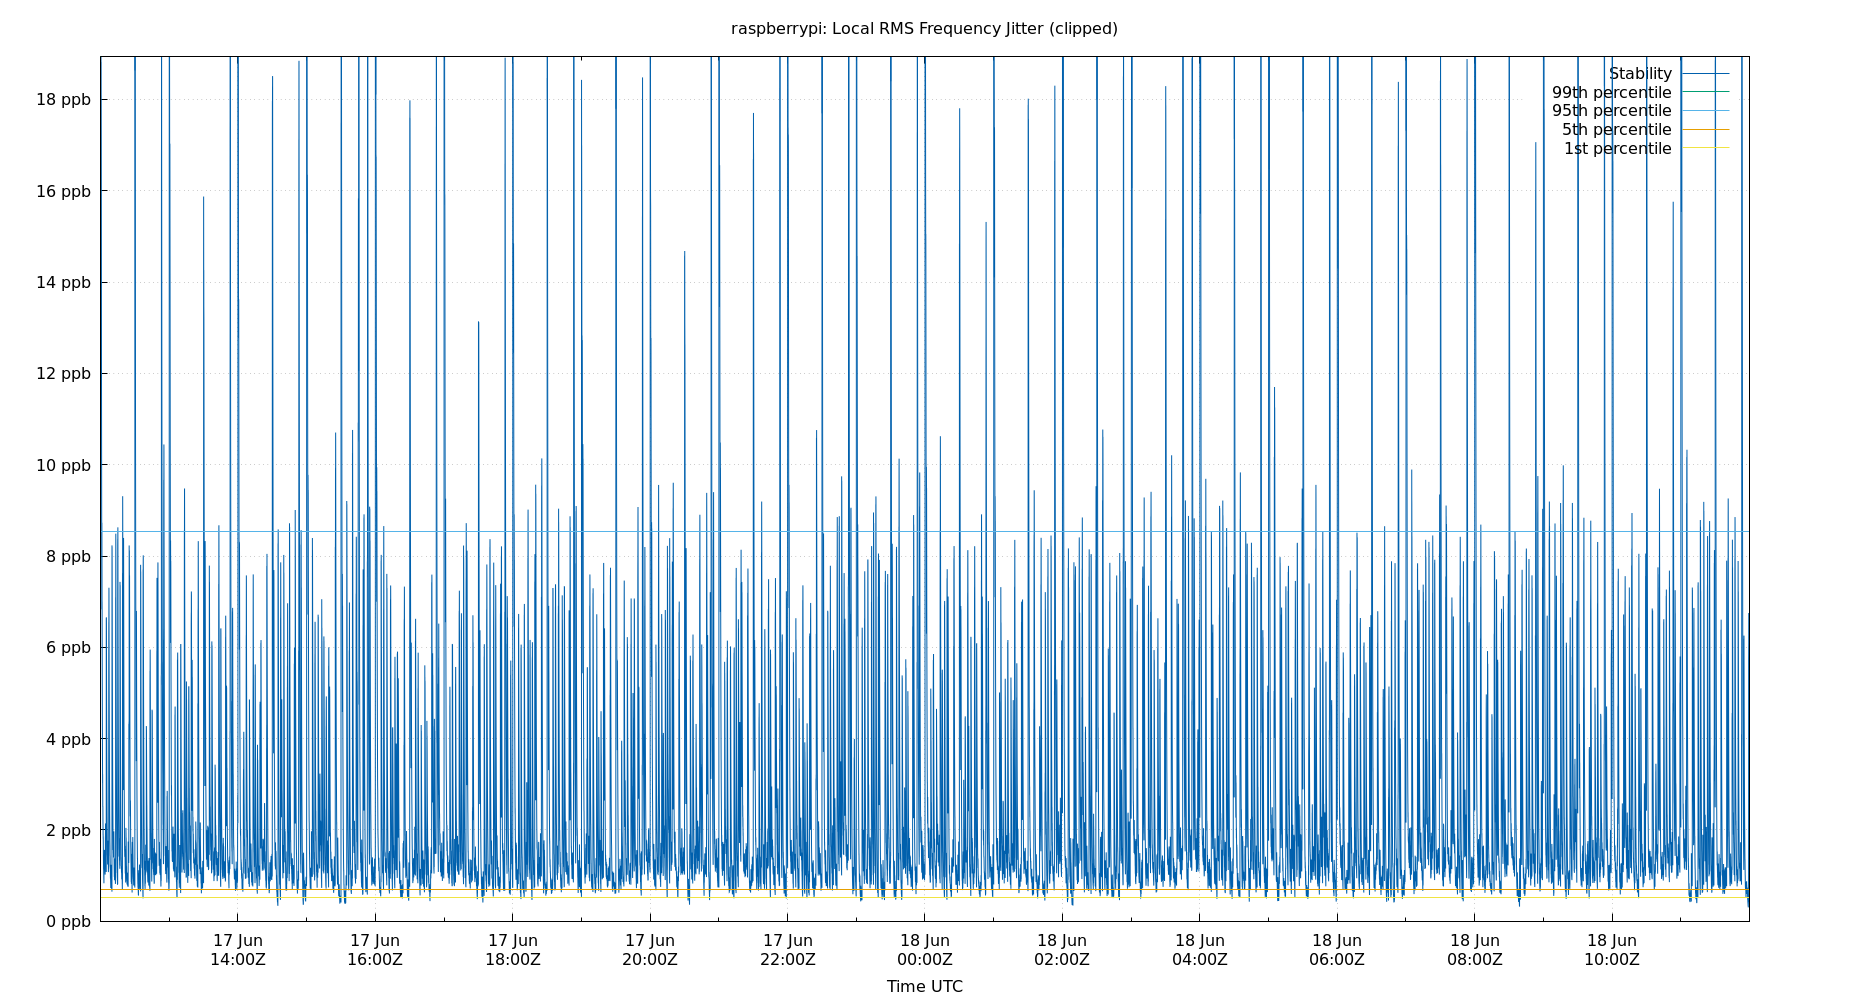 raspberrypi: Local RMS Frequency Jitter (clipped)
Stability
99th percentile
95th percentile
5th percentile
1st percentile
18 ppb
16 ppb
14 ppb
12 ppb
10 ppb
8 ppb
6 ppb
4 ppb
2 ppb
0 ppb
17 Jun 17 Jun 17 Jun 17 Jun 17 Jun 18 Jun 18 Jun 18 Jun 18 Jun 18 Jun 18 Jun
14:00Z 16:00Z 18:00Z 20:00Z 22:00Z 00:00Z 02:00Z 04:00Z 06:00Z 08:00Z 10:00Z
Time UTC